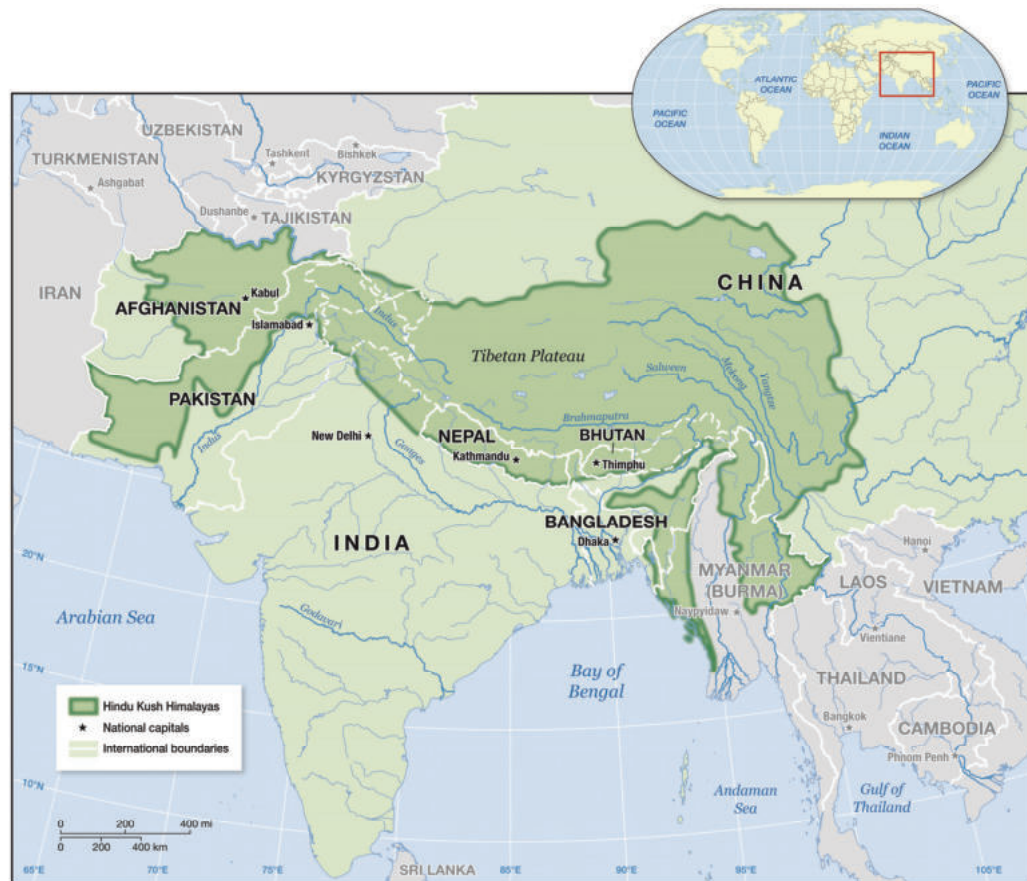 ATLANTIC
OCEAN
PACIFIC
OCEAN
PACIFIC
OCEAN
INDIAN
OCEAN
UZBEKISTAN
Tashkent
Bishkek
TURKMENISTAN
KYRGYZSTAN
Ashgabat
Dushanbe
TAJIKISTAN
IRAN
CHINA
Kabul
AFGHANISTAN
Islamabad
Indus
Tibetan Plateau
Salween
Mekong
Yangtze
PAKISTAN
Brahmaputra
Indus
New Delhi
Ganges
NEPAL
Kathmandu
BHUTAN
Thimphu
BANGLADESH
Dhaka
INDIA
20°N
Hanoi
MYANMAR
(BURMA)
LAOS
VIETNAM
Naypyidaw
Arabian Sea
Godavari
Vientiane
15°N
Bay of
Bengal
THAILAND
Hindu Kush Himalayas
National capitals
International boundaries
Bangkok
CAMBODIA
Phnom Penh
10°N
Andaman
Sea
Gulf of
Thailand
0 200 400 mi
0 200 400 km
65°E 70°E 75°E SRI LANKA 85°E 90°E 95°E 100°E 105°E